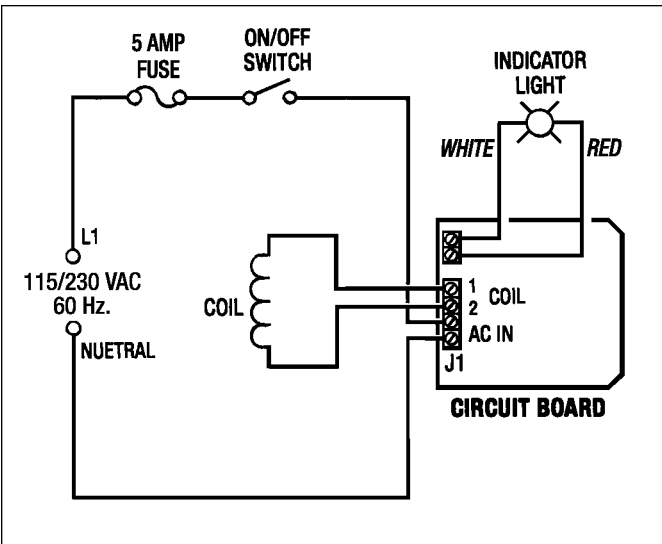 5 AMP
FUSE
ON/OFF
SWITCH
INDICATOR
LIGHT
WHITE
RED
L1
115/230 VAC
60 Hz.
NUETRAL
COIL
1
COIL
2
AC IN
J1
CIRCUIT BOARD